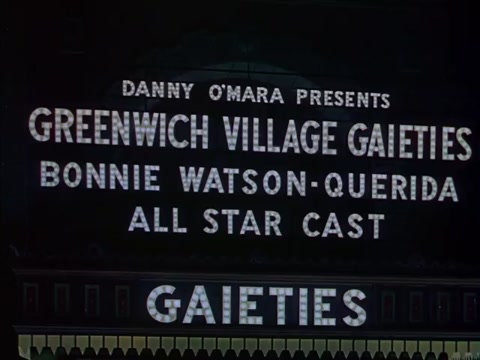 DANNY O'MARA PRESENTS
GREENWICH VILLAGE GAIETIES
BONNIE WATSON-QUERIDA
ALL STAR CAST
GAIETIES